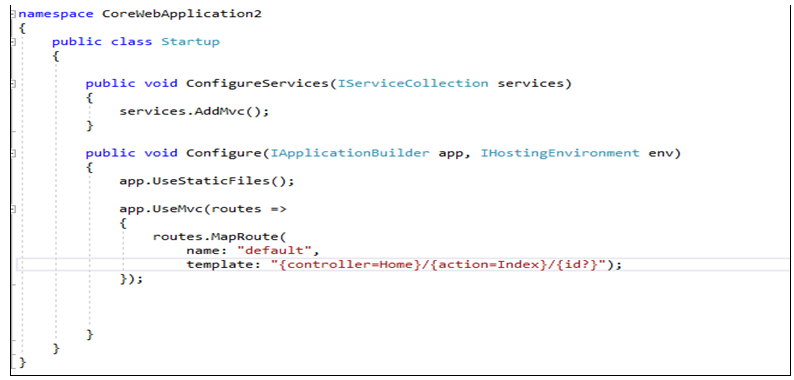 namespace CoreWebApplication2
{
public class Startup
{
public void ConfigureServices(IServiceCollection services)
{
services.AddMvc();
}
public void Configure(IApplicationBuilder app, IHostingEnvironment env)
{
app.UseStaticFiles();
app.UseMvc(routes =>
{
routes.MapRoute(
name: "default",
template: "{controller=Home}/{action=Index}/{id?}");
});
}
}
}